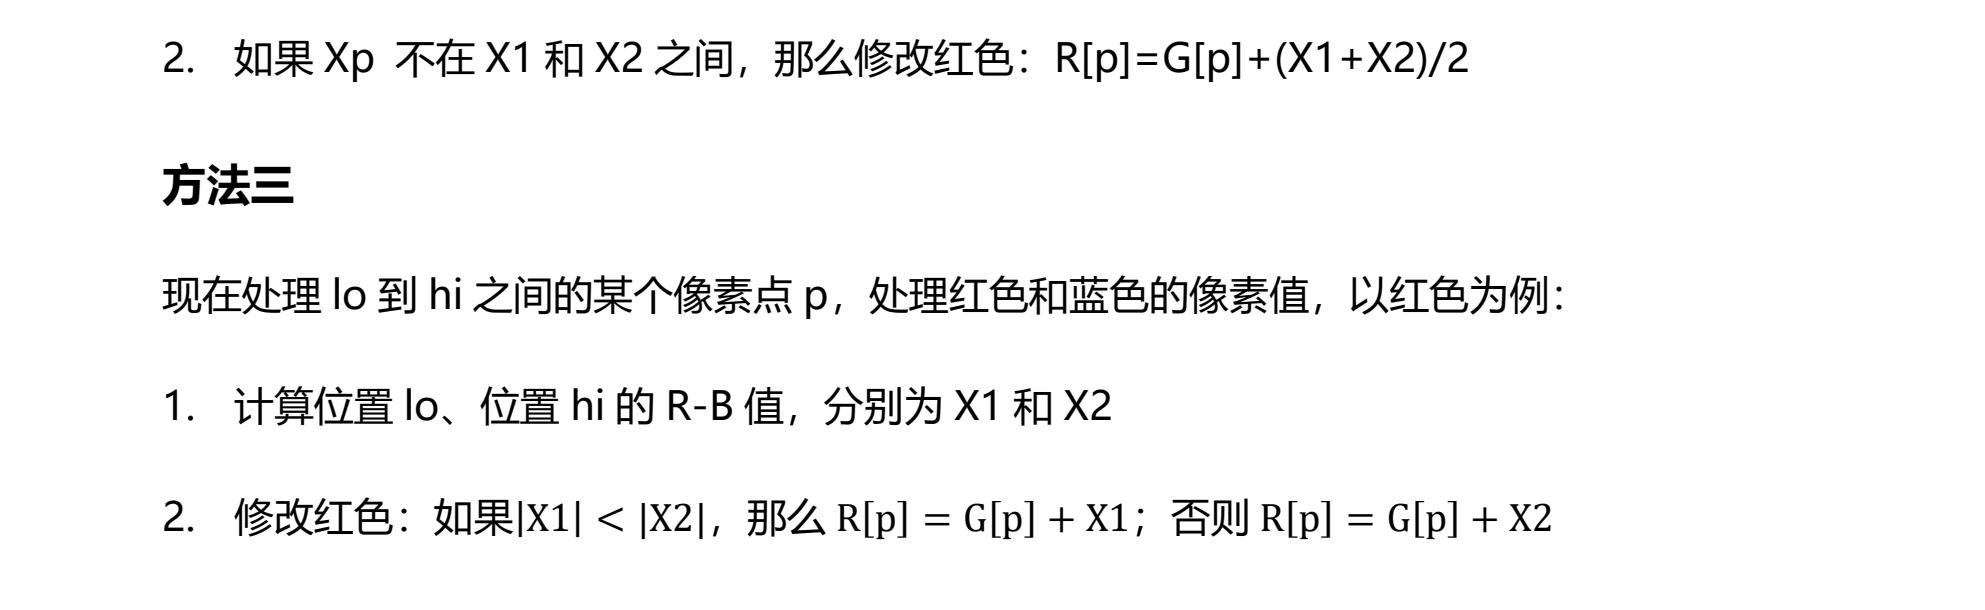 2. 如果 Xp 不在 X1 和 X2 之间，那么修改红色：R[p]=G[p]+(X1+X2)/2
方法三
现在处理 lo 到 hi 之间的某个像素点 p，处理红色和蓝色的像素值，以红色为例：
1. 计算位置 lo、位置 hi 的 R-B 值，分别为 X1 和 X2
2. 修改红色：如果|X1| < |X2|，那么 R[p] = G[p] + X1；否则 R[p] = G[p] + X2